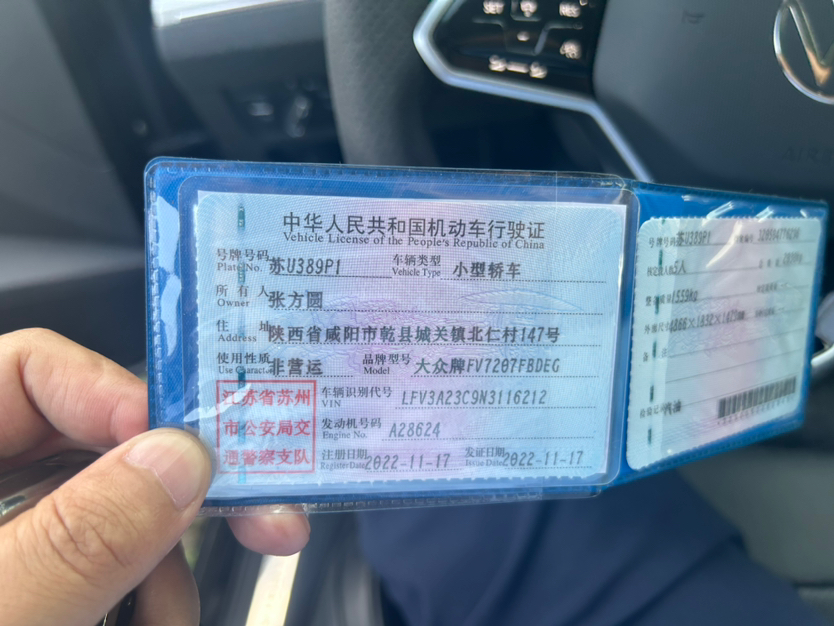 SET
RES
中华人民共和国机动车行驶证
Vehicle License of the People's Republic of China
号牌号码 苏U389P1 车辆类型 小型轿车
Plate No. Vehicle Type
所有人 张方圆
Owner
住址 陕西省咸阳市乾县城关镇北仁村147号
Address
使用性质 非营运 品牌型号 大众牌FV7207FBDEG
Use Character Model
江苏省苏州
市公安局交
通警察支队
车辆识别代号 LFV3A23C9N3116212
VIN
发动机号码 A28624
Engine No.
注册日期 2022-11-17 发证日期 2022-11-17
Register Date Issue Date
号牌号码 苏U389P1
5人
1559kg
汽油